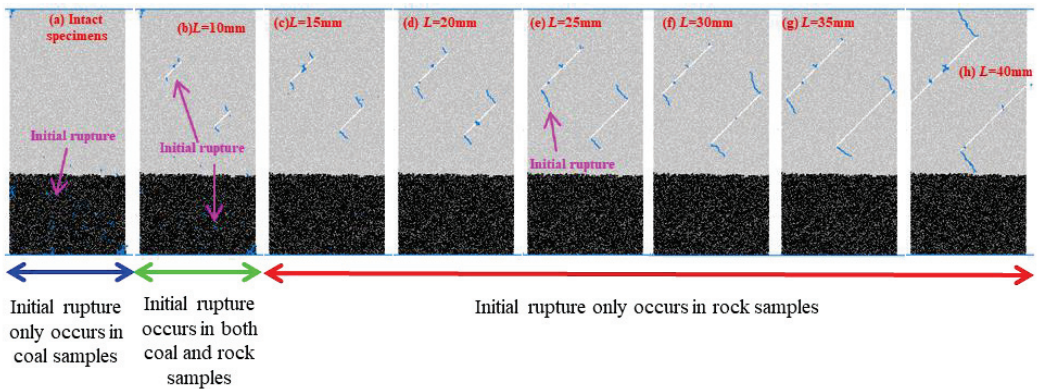 (a) Intact
specimens
(b)L=10mm
(c)L=15mm
(d) L=20mm
(e) L=25mm
(f) L=30mm
(g) L=35mm
(h) L=40mm
Initial rupture
Initial rupture
Initial rupture
Initial rupture
only occurs in
coal samples
Initial rupture
occurs in both
coal and rock
samples
Initial rupture only occurs in rock samples